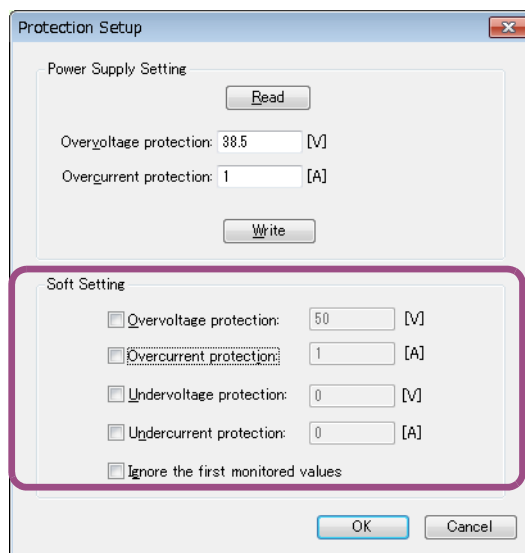 Protection Setup
Power Supply Setting
Read
Overvoltage protection: 38.5 [V]
Overcurrent protection: 1 [A]
Write
Soft Setting
Overvoltage protection: 50 [V]
Overcurrent protection: 1 [A]
Undervoltage protection: 0 [V]
Undercurrent protection: 0 [A]
Ignore the first monitored values
OK Cancel